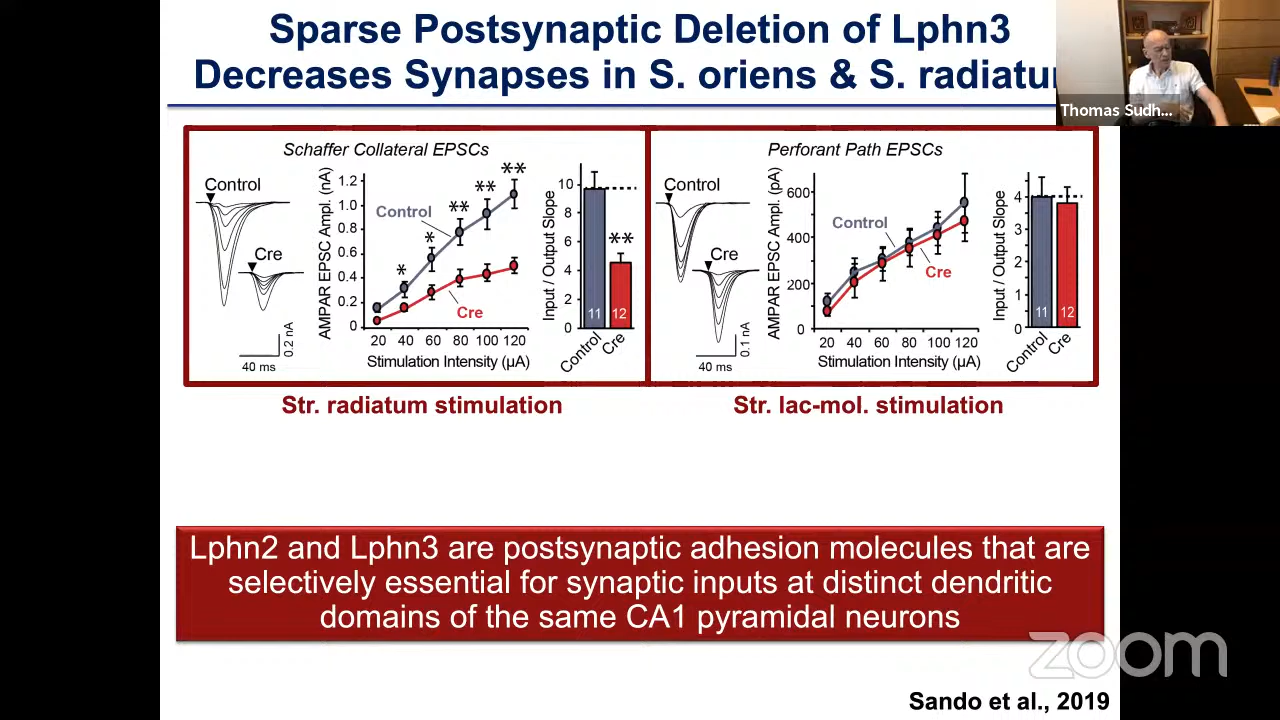 Sparse Postsynaptic Deletion of Lphn3
Decreases Synapses in S. oriens & S. radiatu
Thomas Sudh...
Schaffer Collateral EPSCs
Control
Cre
0.2 nA
40 ms
AMPAR EPSC Ampl. (nA)
1.2
1.0
0.8
0.6
0.4
0.2
0
Control
Cre
* * ** ** **
20 40 60 80 100 120
Stimulation Intensity (µA)
Input / Output Slope
10
8
6
4
2
0
**
11 12
Control Cre
Perforant Path EPSCs
Control
Cre
0.1 nA
40 ms
AMPAR EPSC Ampl. (pA)
600
400
200
0
Control
Cre
20 40 60 80 100 120
Stimulation Intensity (µA)
Input / Output Slope
4
3
2
1
0
11 12
Control Cre
Str. radiatum stimulation
Str. lac-mol. stimulation
Lphn2 and Lphn3 are postsynaptic adhesion molecules that are
selectively essential for synaptic inputs at distinct dendritic
domains of the same CA1 pyramidal neurons
zoom
Sando et al., 2019